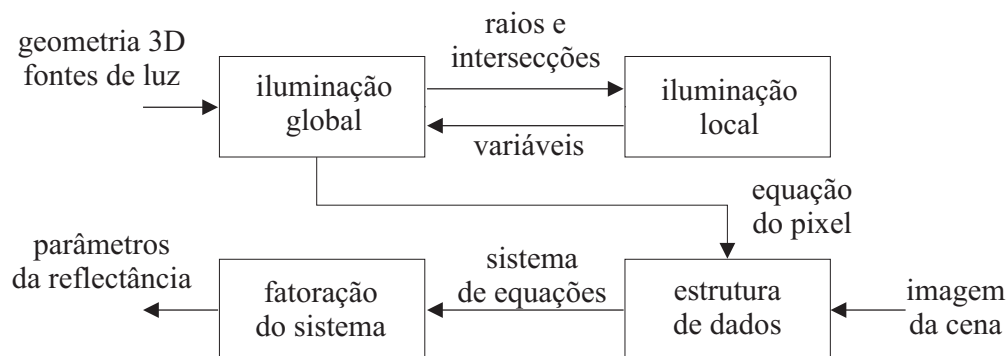 geometria 3D
fontes de luz
iluminação
global
raios e
intersecções
variáveis
iluminação
local
equação
do pixel
parâmetros
da reflectância
fatoração
do sistema
sistema
de equações
estrutura
de dados
imagem
da cena